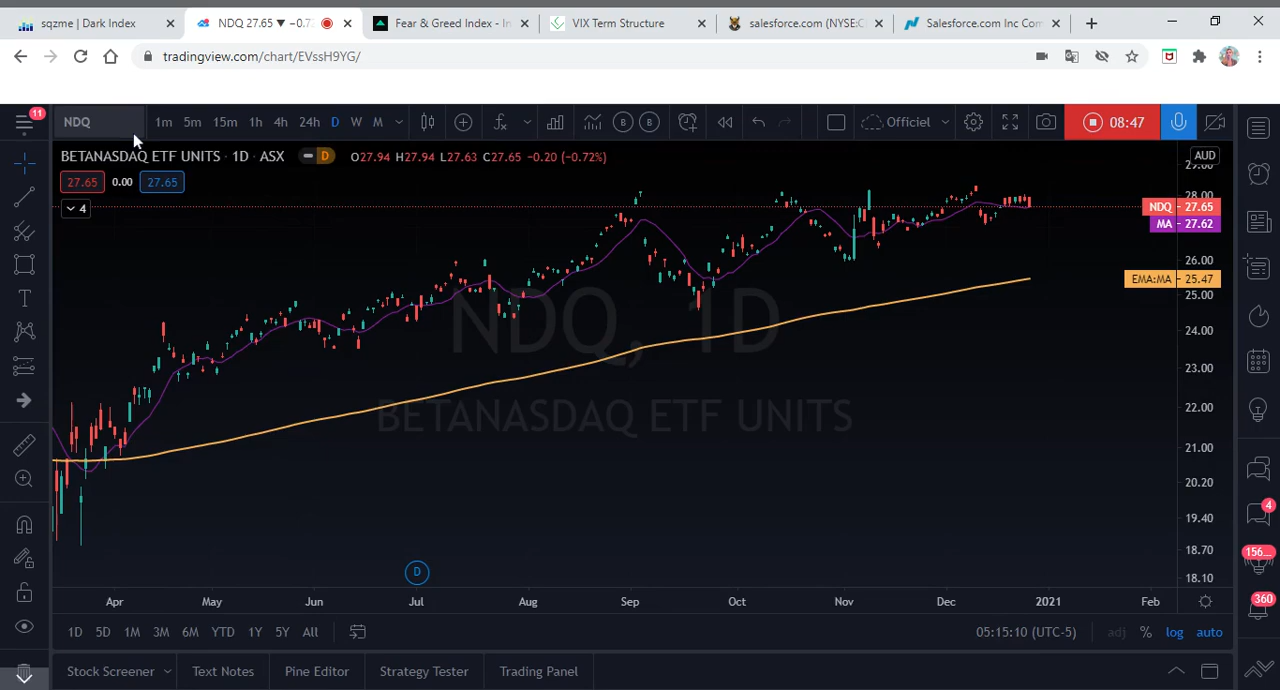 sqzme | Dark Index
NDQ 27.65 ▼ −0.7
Fear & Greed Index - In
VIX Term Structure
salesforce.com (NYSE:C
Salesforce.com Inc Com
tradingview.com/chart/EVssH9YG/
11
NDQ
1m 5m 15m 1h 4h 24h D W M
B B
Officiel
08:47
BETANASDAQ ETF UNITS · 1D · ASX
D
O27.94 H27.94 L27.63 C27.65 −0.20 (−0.72%)
AUD
27.65 0.00 27.65
4
29.00
28.00
NDQ 27.65
MA 27.62
26.00
EMA:MA 25.47
25.00
24.00
23.00
22.00
21.00
20.20
19.40
18.70
18.10
NDQ, 1D
BETANASDAQ ETF UNITS
D
Apr May Jun Jul Aug Sep Oct Nov Dec 2021 Feb
1D 5D 1M 3M 6M YTD 1Y 5Y All
05:15:10 (UTC-5) adj % log auto
Stock Screener Text Notes Pine Editor Strategy Tester Trading Panel
4
156...
360